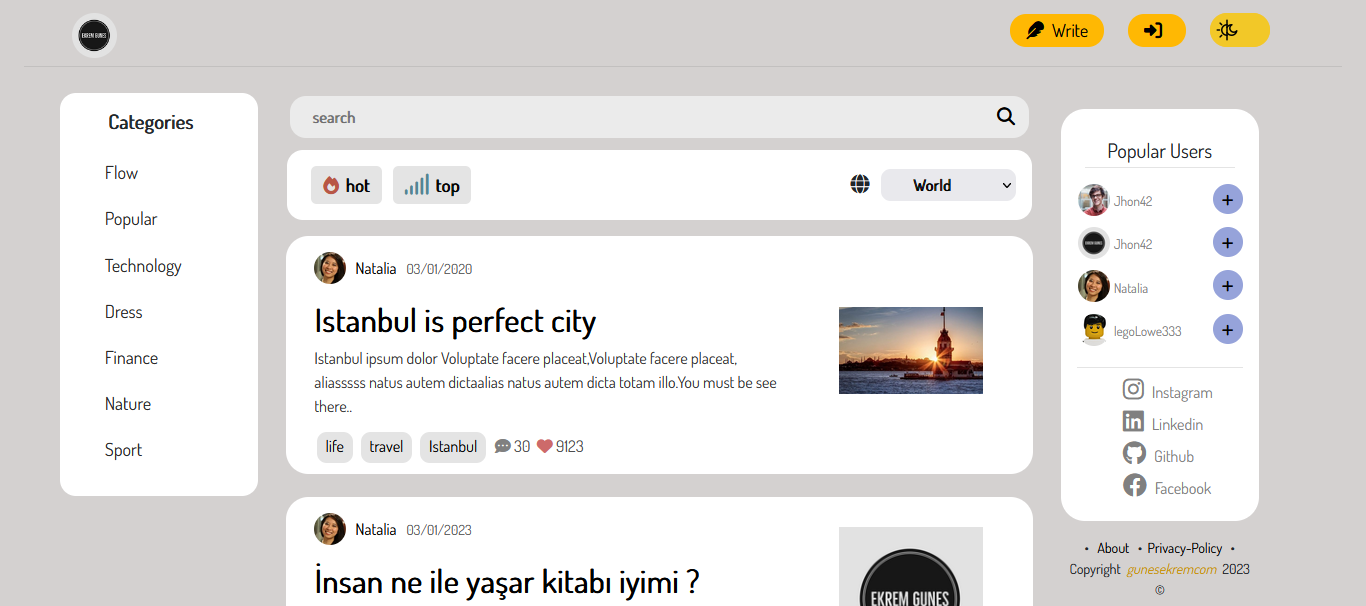 EKREM GUNES
Write
Categories
Flow
Popular
Technology
Dress
Finance
Nature
Sport
search
hot
top
World
Natalia 03/01/2020
Istanbul is perfect city
Istanbul ipsum dolor Voluptate facere placeat,Voluptate facere placeat,
aliasssss natus autem dictaalias natus autem dicta totam illo.You must be see
there..
life travel Istanbul 30 9123
Natalia 03/01/2023
İnsan ne ile yaşar kitabı iyimi ?
EKREM GUNES
Popular Users
Jhon42
Jhon42
Natalia
legoLowe333
Instagram
Linkedin
Github
Facebook
• About • Privacy-Policy •
Copyright gunesekremcom 2023
©